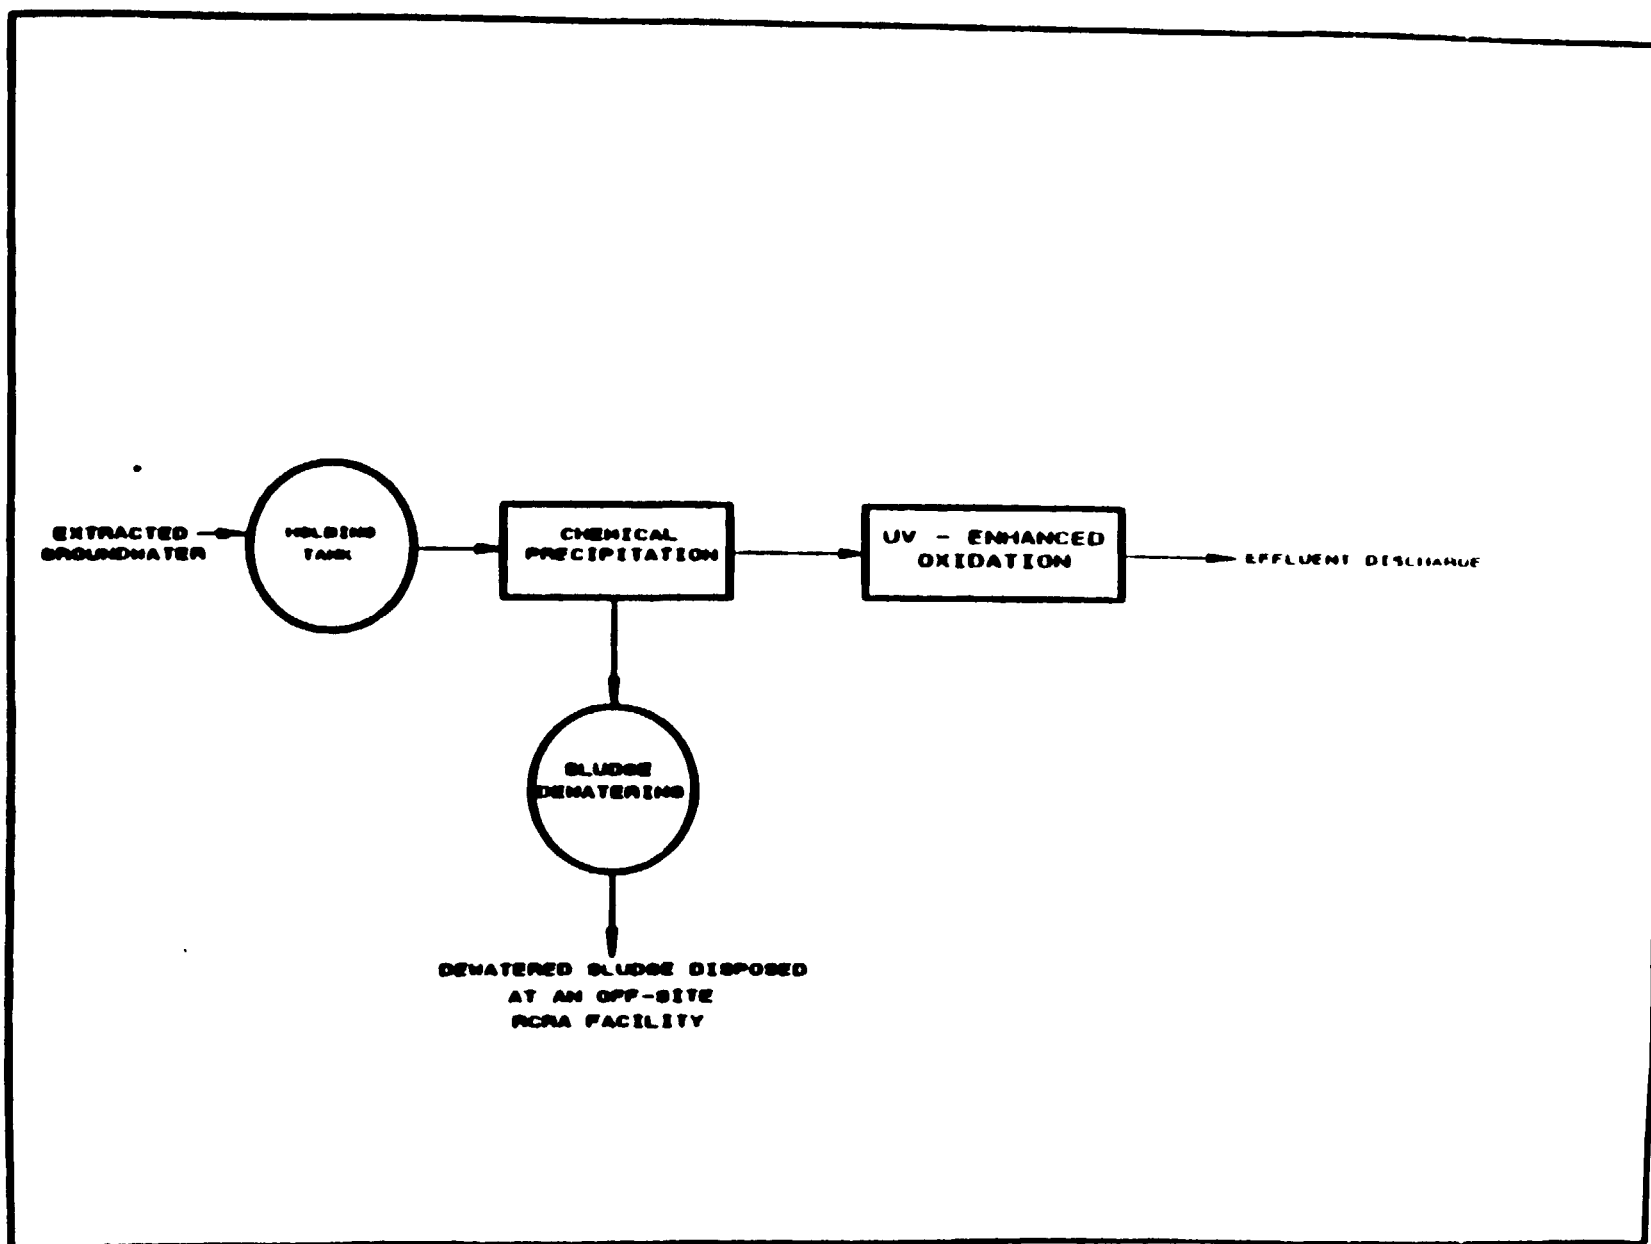 EXTRACTED
GROUNDWATER
HOLDING
TANK
CHEMICAL
PRECIPITATION
UV - ENHANCED
OXIDATION
EFFLUENT DISCHARGE
SLUDGE
DEWATERING
DEWATERED SLUDGE DISPOSED
AT AN OFF-SITE
RCRA FACILITY